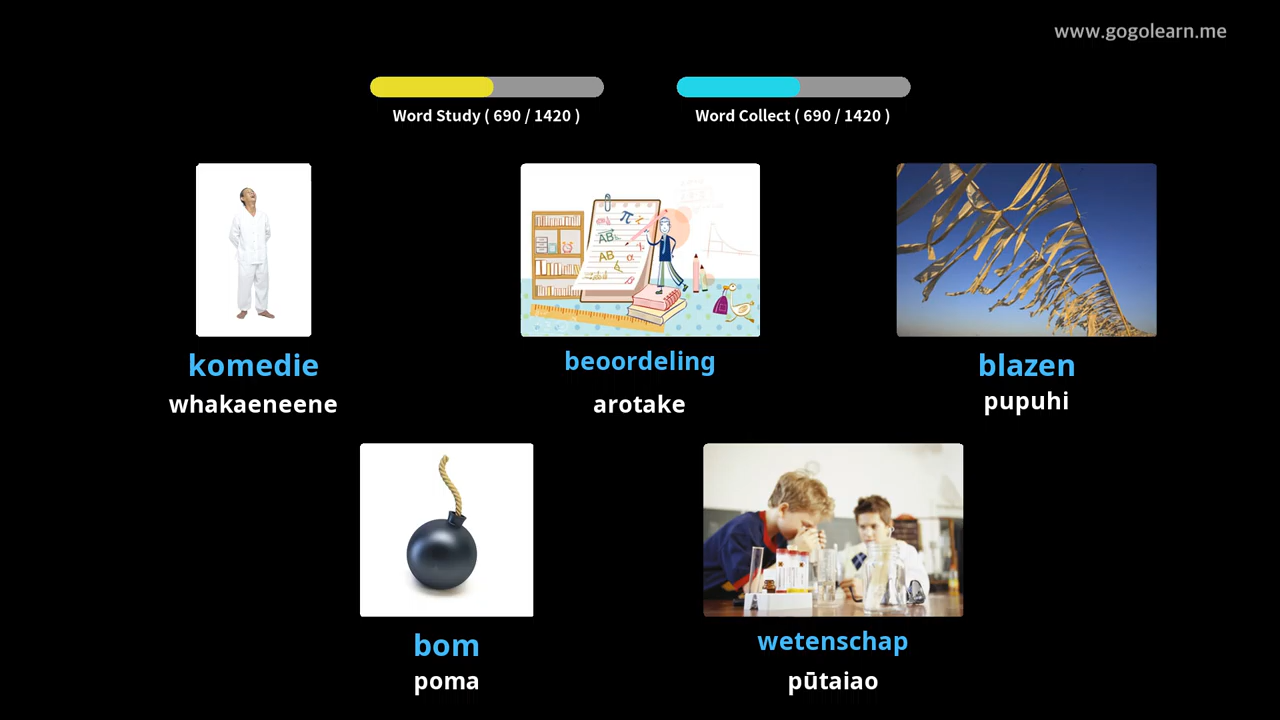 www.gogolearn.me
Word Study ( 690 / 1420 )
Word Collect ( 690 / 1420 )
komedie
whakaeneene
beoordeling
arotake
blazen
pupuhi
bom
poma
wetenschap
pūtaiao